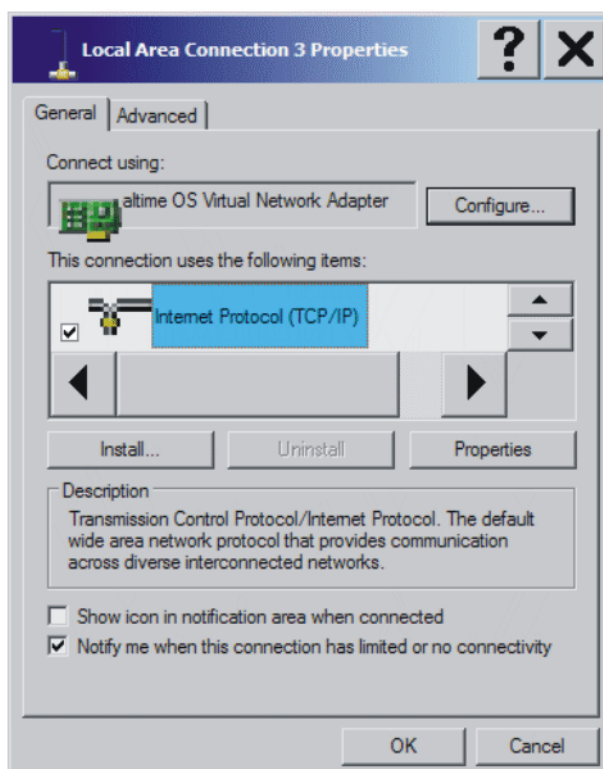 Local Area Connection 3 Properties
General
Advanced
Connect using:
altime OS Virtual Network Adapter
Configure...
This connection uses the following items:
Internet Protocol (TCP/IP)
Install...
Uninstall
Properties
Description
Transmission Control Protocol/Internet Protocol. The default
wide area network protocol that provides communication
across diverse interconnected networks.
Show icon in notification area when connected
Notify me when this connection has limited or no connectivity
OK
Cancel